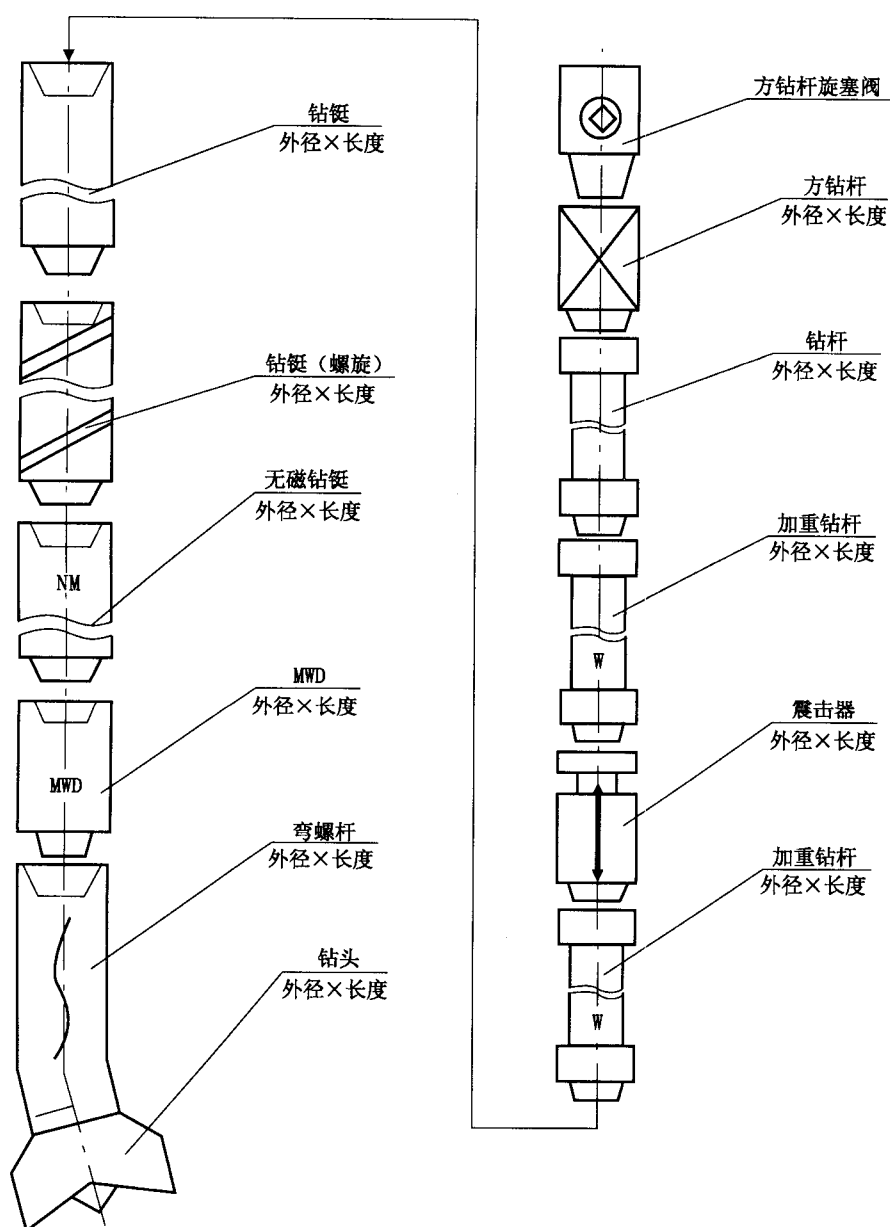 钻铤
外径×长度
钻铤（螺旋）
外径×长度
无磁钻铤
外径×长度
NM
MWD
外径×长度
MWD
弯螺杆
外径×长度
钻头
外径×长度
方钻杆旋塞阀
方钻杆
外径×长度
钻杆
外径×长度
加重钻杆
外径×长度
W
震击器
外径×长度
加重钻杆
外径×长度
W